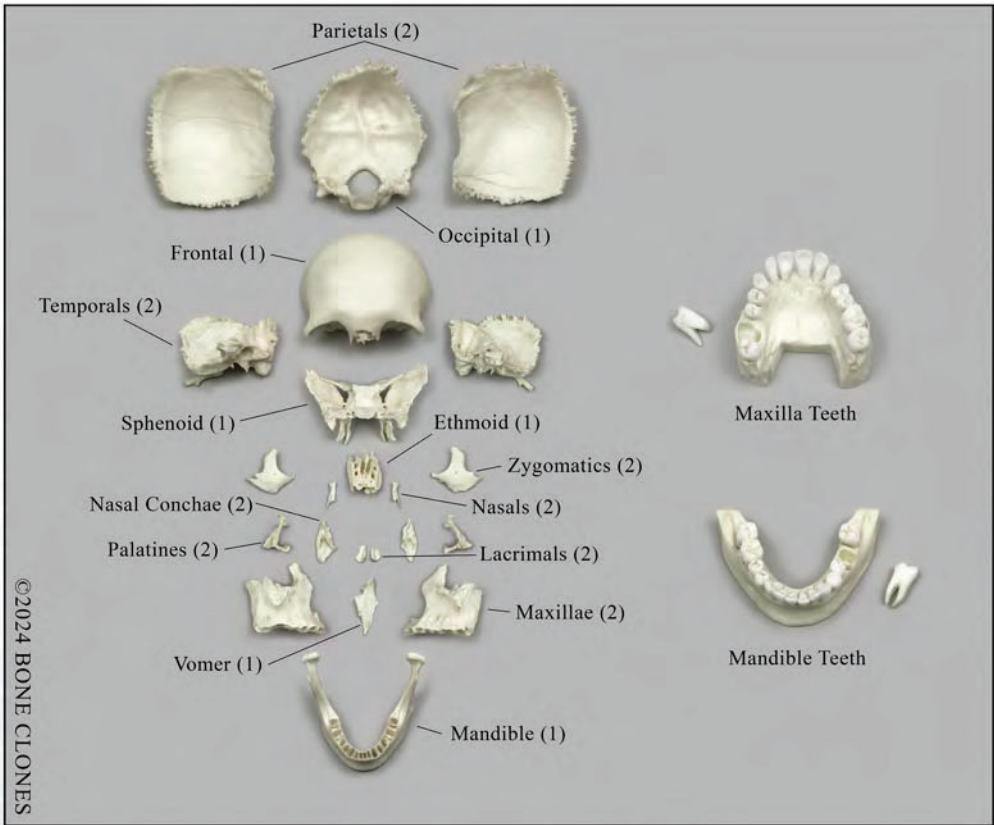 Parietals (2)
Occipital (1)
Frontal (1)
Temporals (2)
Sphenoid (1)
Ethmoid (1)
Zygomatics (2)
Nasal Conchae (2)
Nasals (2)
Palatines (2)
Lacrimals (2)
Maxillae (2)
Vomer (1)
Mandible (1)
Maxilla Teeth
Mandible Teeth
©2024 BONE CLONES